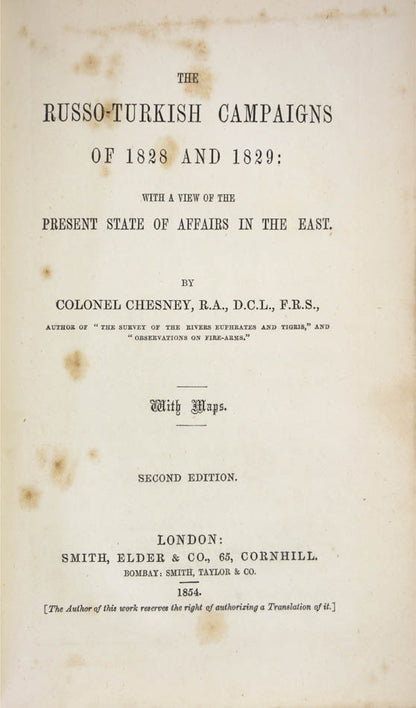 THE
RUSSO-TURKISH CAMPAIGNS
OF 1828 AND 1829:
WITH A VIEW OF THE
PRESENT STATE OF AFFAIRS IN THE EAST.
BY
COLONEL CHESNEY, R.A., D.C.L., F.R.S.,
AUTHOR OF "THE SURVEY OF THE RIVERS EUPHRATES AND TIGRIS," AND
"OBSERVATIONS ON FIRE-ARMS."
With Maps.
SECOND EDITION.
LONDON:
SMITH, ELDER & CO., 65, CORNHILL.
BOMBAY: SMITH, TAYLOR & CO.
1854.
[The Author of this work reserves the right of authorizing a Translation of it.]